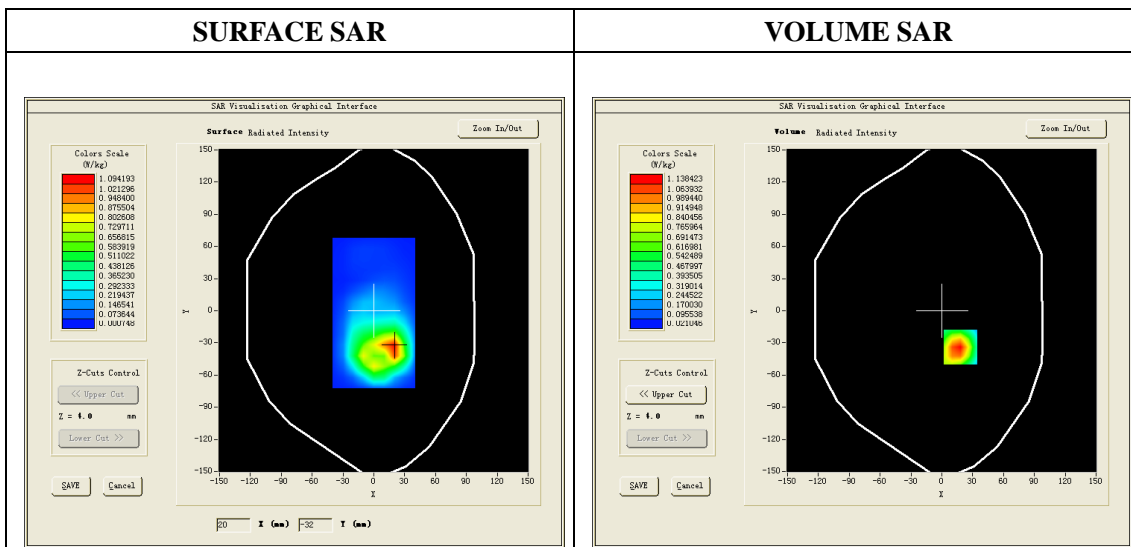 SURFACE SAR
VOLUME SAR
SAR Visualisation Graphical Interface
Surface Radiated Intensity
Zoom In/Out
Colors Scale
(W/kg)
1.094193
1.021296
0.948400
0.875504
0.802608
0.729711
0.656815
0.583919
0.511022
0.438126
0.365230
0.292333
0.219437
0.146541
0.073644
0.000748
150
120
90
60
30
0
-30
-60
-90
-120
-150
Y
-150 -120 -90 -60 -30 0 30 60 90 120 150
X
Z-Cuts Control
<< Upper Cut
Z = 4.0 mm
Lower Cut >>
SAVE Cancel
20 X (mm) -32 Y (mm)
SAR Visualisation Graphical Interface
Volume Radiated Intensity
Zoom In/Out
Colors Scale
(W/kg)
1.138423
1.063932
0.989440
0.914948
0.840456
0.765964
0.691473
0.616981
0.542489
0.467997
0.393505
0.319014
0.244522
0.170030
0.095538
0.021046
150
120
90
60
30
0
-30
-60
-90
-120
-150
Y
-150 -120 -90 -60 -30 0 30 60 90 120 150
X
Z-Cuts Control
<< Upper Cut
Z = 4.0 mm
Lower Cut >>
SAVE Cancel